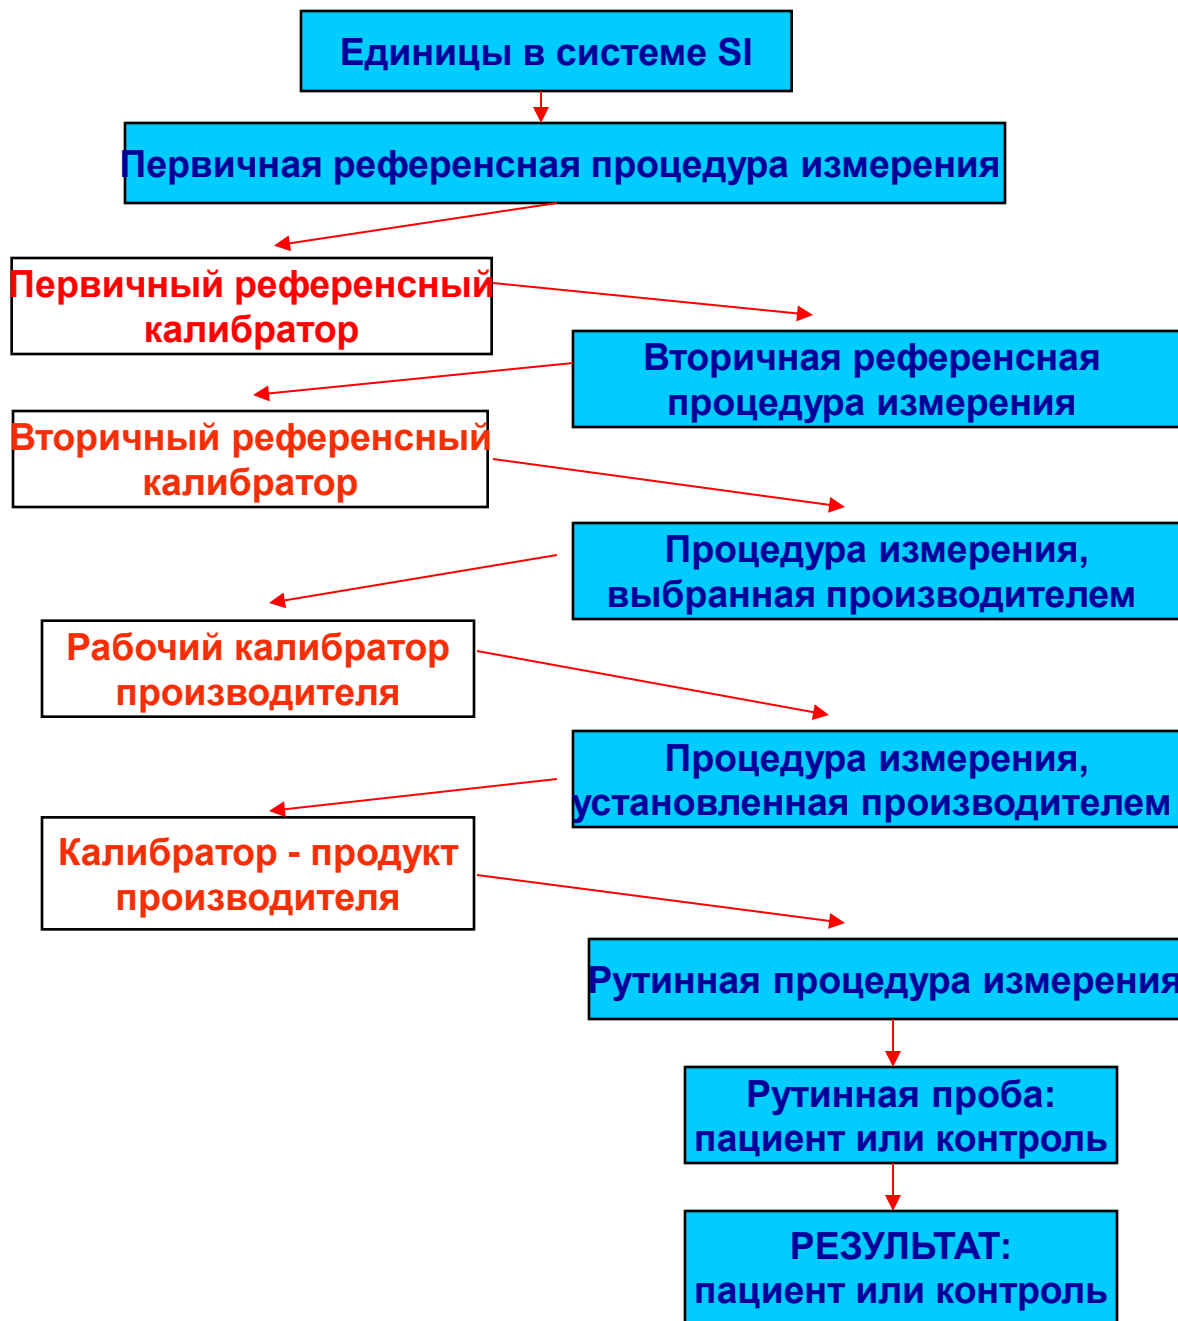 Единицы в системе SI
Первичная референсная процедура измерения
Первичный референсный
калибратор
Вторичная референсная
процедура измерения
Вторичный референсный
калибратор
Процедура измерения,
выбранная производителем
Рабочий калибратор
производителя
Процедура измерения,
установленная производителем
Калибратор - продукт
производителя
Рутинная процедура измерения
Рутинная проба:
пациент или контроль
РЕЗУЛЬТАТ:
пациент или контроль